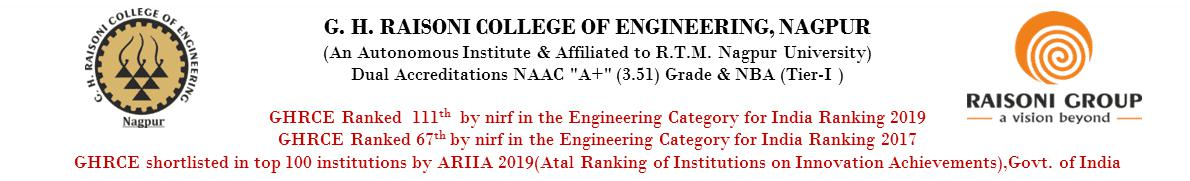 G. H. RAISONI COLLEGE OF ENGINEERING
Nagpur
G. H. RAISONI COLLEGE OF ENGINEERING, NAGPUR
(An Autonomous Institute & Affiliated to R.T.M. Nagpur University)
Dual Accreditations NAAC "A+" (3.51) Grade & NBA (Tier-I )
GHRCE Ranked 111th by nirf in the Engineering Category for India Ranking 2019
GHRCE Ranked 67th by nirf in the Engineering Category for India Ranking 2017
GHRCE shortlisted in top 100 institutions by ARIIA 2019(Atal Ranking of Institutions on Innovation Achievements),Govt. of India
RAISONI GROUP
a vision beyond